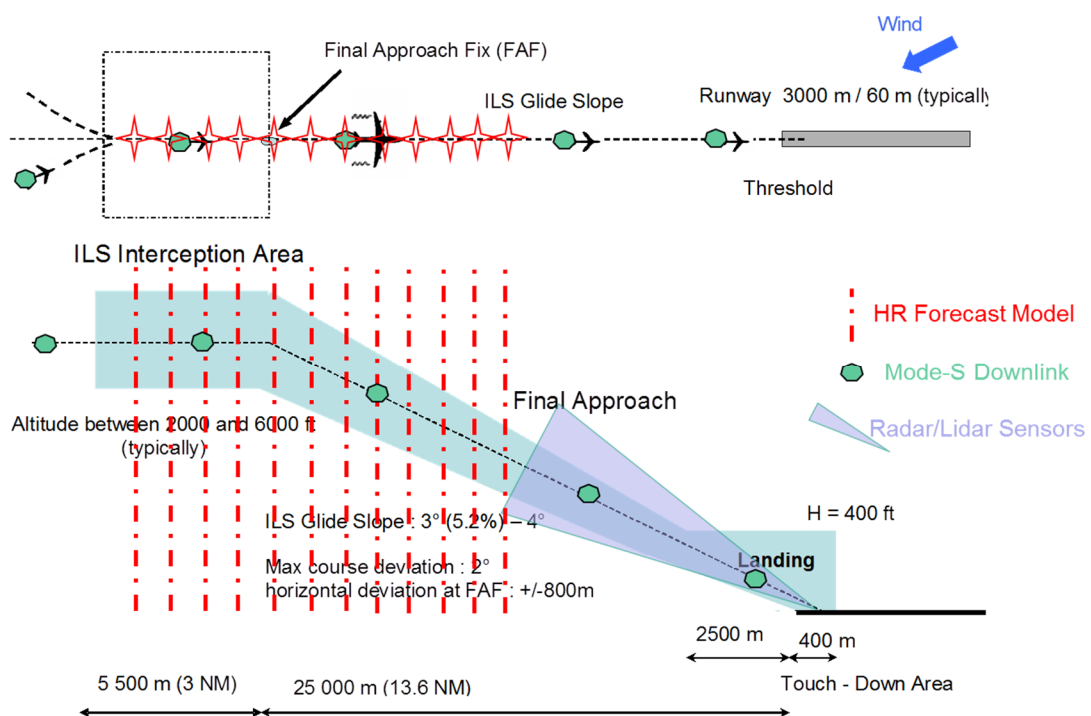 Final Approach Fix (FAF)
Wind
ILS Glide Slope
Runway 3000 m / 60 m (typically
Threshold
ILS Interception Area
HR Forecast Model
Mode-S Downlink
Final Approach
Altitude between 2000 and 6000 ft
(typically)
Radar/Lidar Sensors
ILS Glide Slope : 3° (5.2%) – 4°
H = 400 ft
Max course deviation : 2°
horizontal deviation at FAF : +/-800m
Landing
2500 m
400 m
5 500 m (3 NM)
25 000 m (13.6 NM)
Touch - Down Area